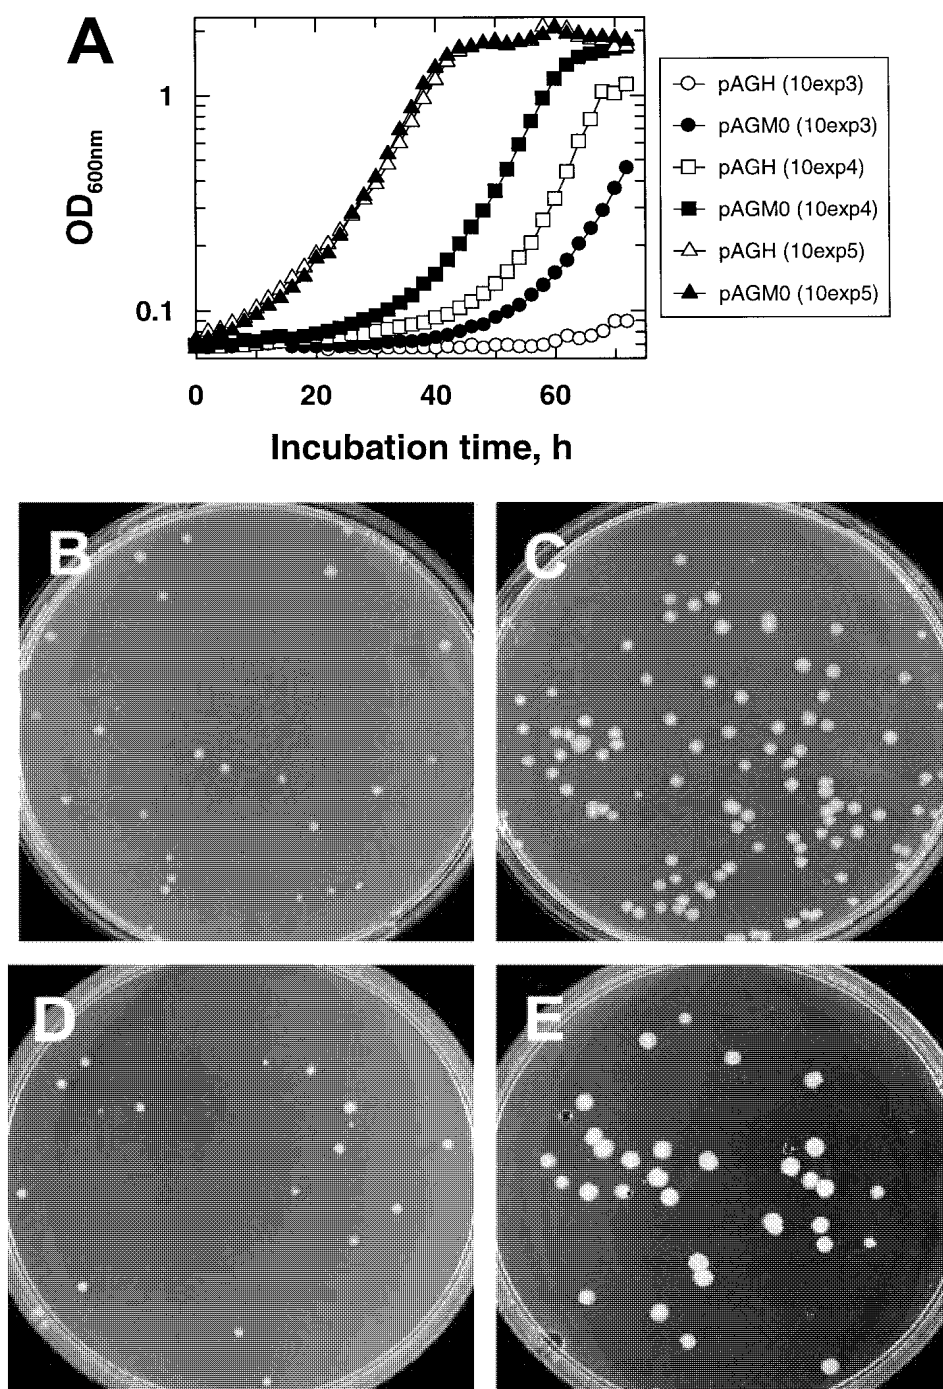 A
1
0.1
OD600nm
0
20
40
60
Incubation time, h
pAGH (10exp3)
pAGM0 (10exp3)
pAGH (10exp4)
pAGM0 (10exp4)
pAGH (10exp5)
pAGM0 (10exp5)
B
C
D
E